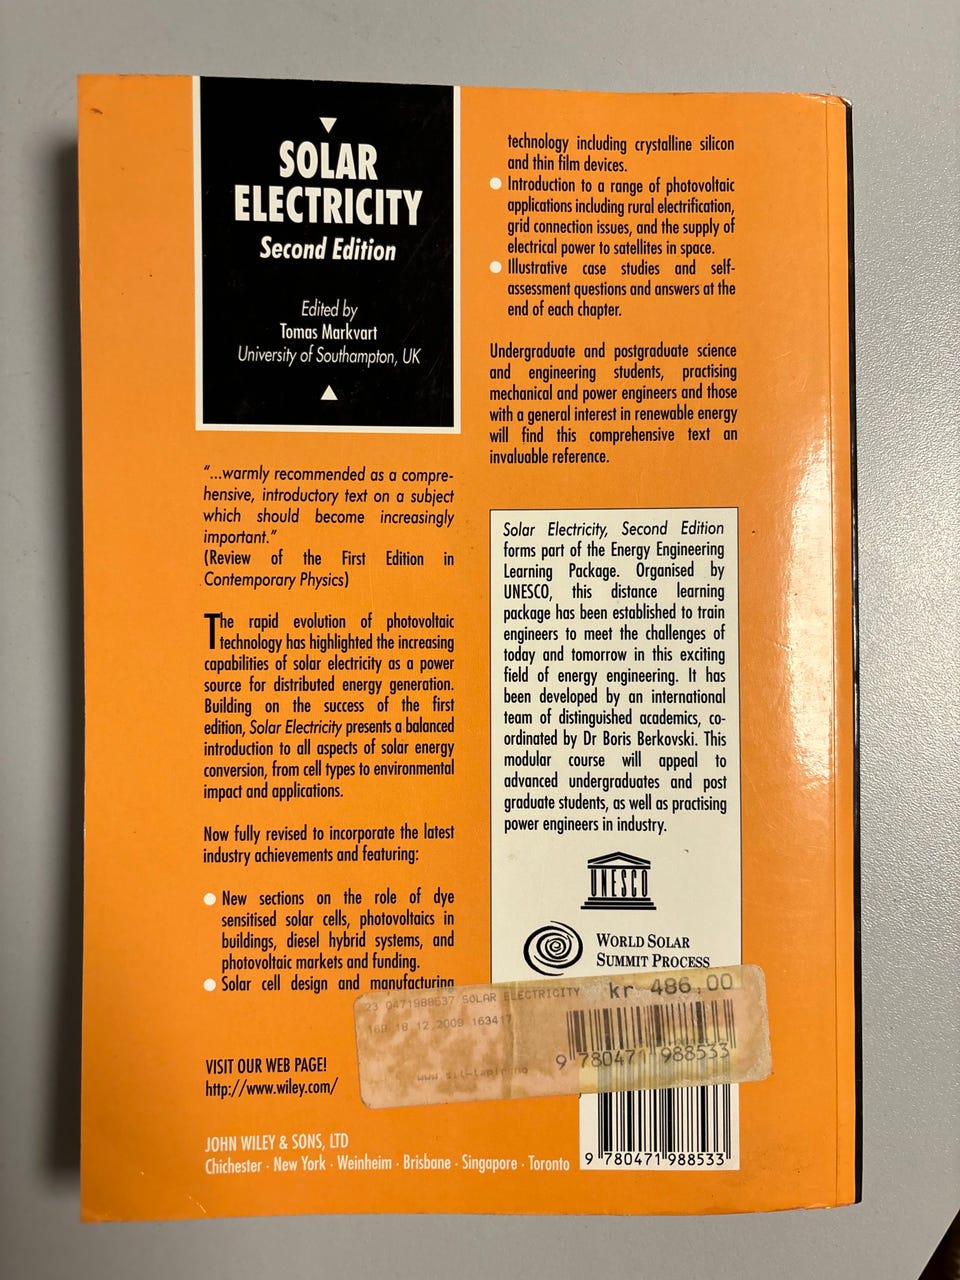 SOLAR
ELECTRICITY
Second Edition
Edited by
Tomas Markvart
University of Southampton, UK
“...warmly recommended as a compre-
hensive, introductory text on a subject
which should become increasingly
important.”
(Review of the First Edition in
Contemporary Physics)
The rapid evolution of photovoltaic
technology has highlighted the increasing
capabilities of solar electricity as a power
source for distributed energy generation.
Building on the success of the first
edition, Solar Electricity presents a balanced
introduction to all aspects of solar energy
conversion, from cell types to environmental
impact and applications.
Now fully revised to incorporate the latest
industry achievements and featuring:
New sections on the role of dye
sensitised solar cells, photovoltaics in
buildings, diesel hybrid systems, and
photovoltaic markets and funding.
Solar cell design and manufacturing
technology including crystalline silicon
and thin film devices.
Introduction to a range of photovoltaic
applications including rural electrification,
grid connection issues, and the supply of
electrical power to satellites in space.
Illustrative case studies and self-
assessment questions and answers at the
end of each chapter.
Undergraduate and postgraduate science
and engineering students, practising
mechanical and power engineers and those
with a general interest in renewable energy
will find this comprehensive text an
invaluable reference.
Solar Electricity, Second Edition
forms part of the Energy Engineering
Learning Package. Organised by
UNESCO, this distance learning
package has been established to train
engineers to meet the challenges of
today and tomorrow in this exciting
field of energy engineering. It has
been developed by an international
team of distinguished academics, co-
ordinated by Dr Boris Berkovski. This
modular course will appeal to
advanced undergraduates and post
graduate students, as well as practising
power engineers in industry.
UNESCO
WORLD SOLAR
SUMMIT PROCESS
23 0471988537 SOLAR ELECTRICITY kr 486,00
18.12.2009 163417
9 780471 988533
www.sit-tapir.no
VISIT OUR WEB PAGE!
http://www.wiley.com/
JOHN WILEY & SONS, LTD
Chichester · New York · Weinheim · Brisbane · Singapore · Toronto
9 780471 988533